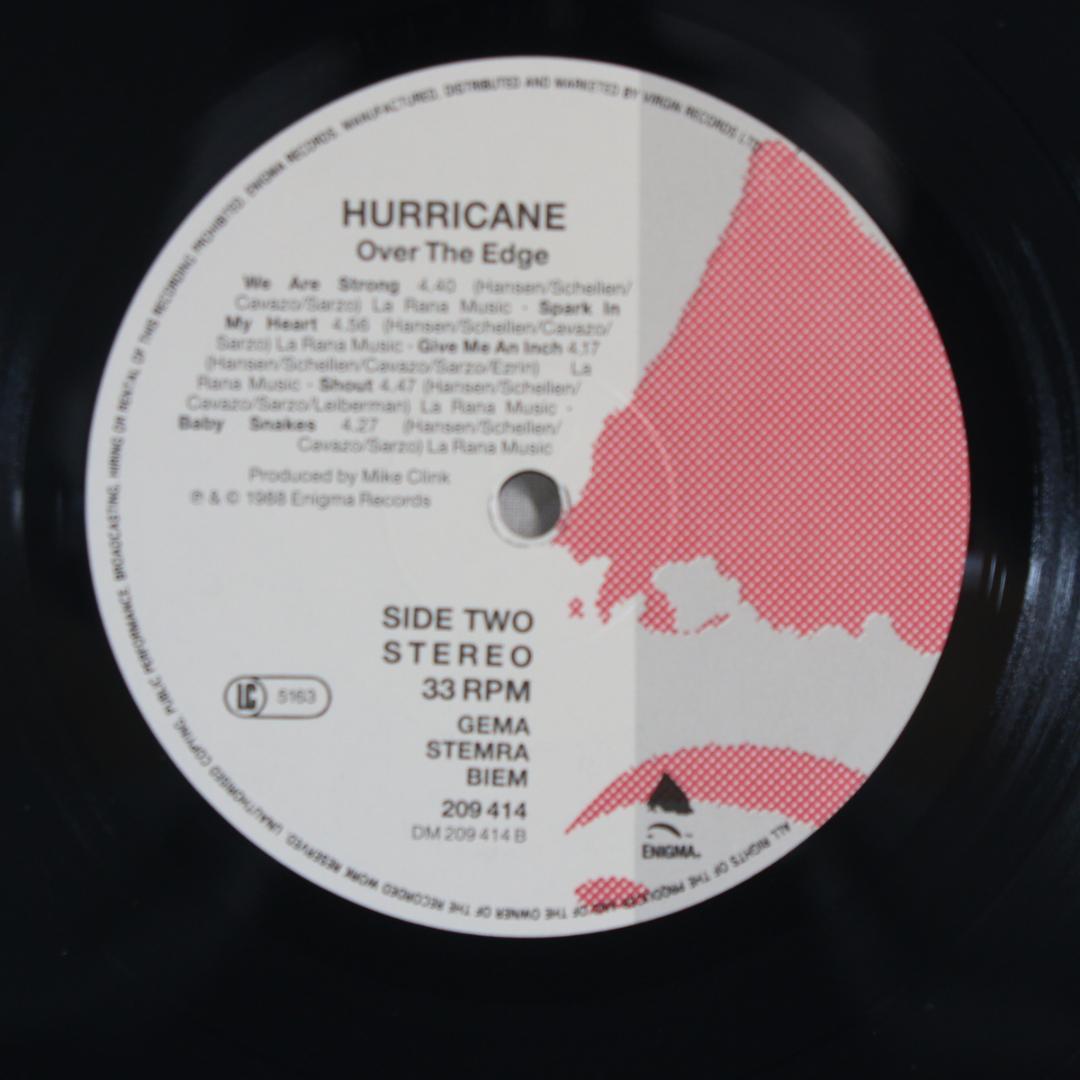 HURRICANE
Over The Edge
We Are Strong 4.40 (Hansen/Schellen/
Cavazo/Sarzo) La Rana Music · Spark In
My Heart 4.56 (Hansen/Schellen/Cavazo/
Sarzo) La Rana Music · Give Me An Inch 4.17
(Hansen/Schellen/Cavazo/Sarzo/Ezrin) La
Rana Music · Shout 4.47 (Hansen/Schellen/
Cavazo/Sarzo/Leiberman) La Rana Music ·
Baby Snakes 4.27 (Hansen/Schellen/
Cavazo/Sarzo) La Rana Music
Produced by Mike Clink
℗ & © 1988 Enigma Records
SIDE TWO
STEREO
33 RPM
GEMA
STEMRA
BIEM
209 414
DM 209 414 B
LC 5163
ENIGMA
ALL RIGHTS OF THE PRODUCER AND OF THE OWNER OF THE RECORDED WORK RESERVED. UNAUTHORISED COPYING, PUBLIC PERFORMANCE, BROADCASTING, HIRING OR RENTAL OF THIS RECORDING PROHIBITED. ENIGMA RECORDS. MANUFACTURED, DISTRIBUTED AND MARKETED BY VIRGIN RECORDS LTD.